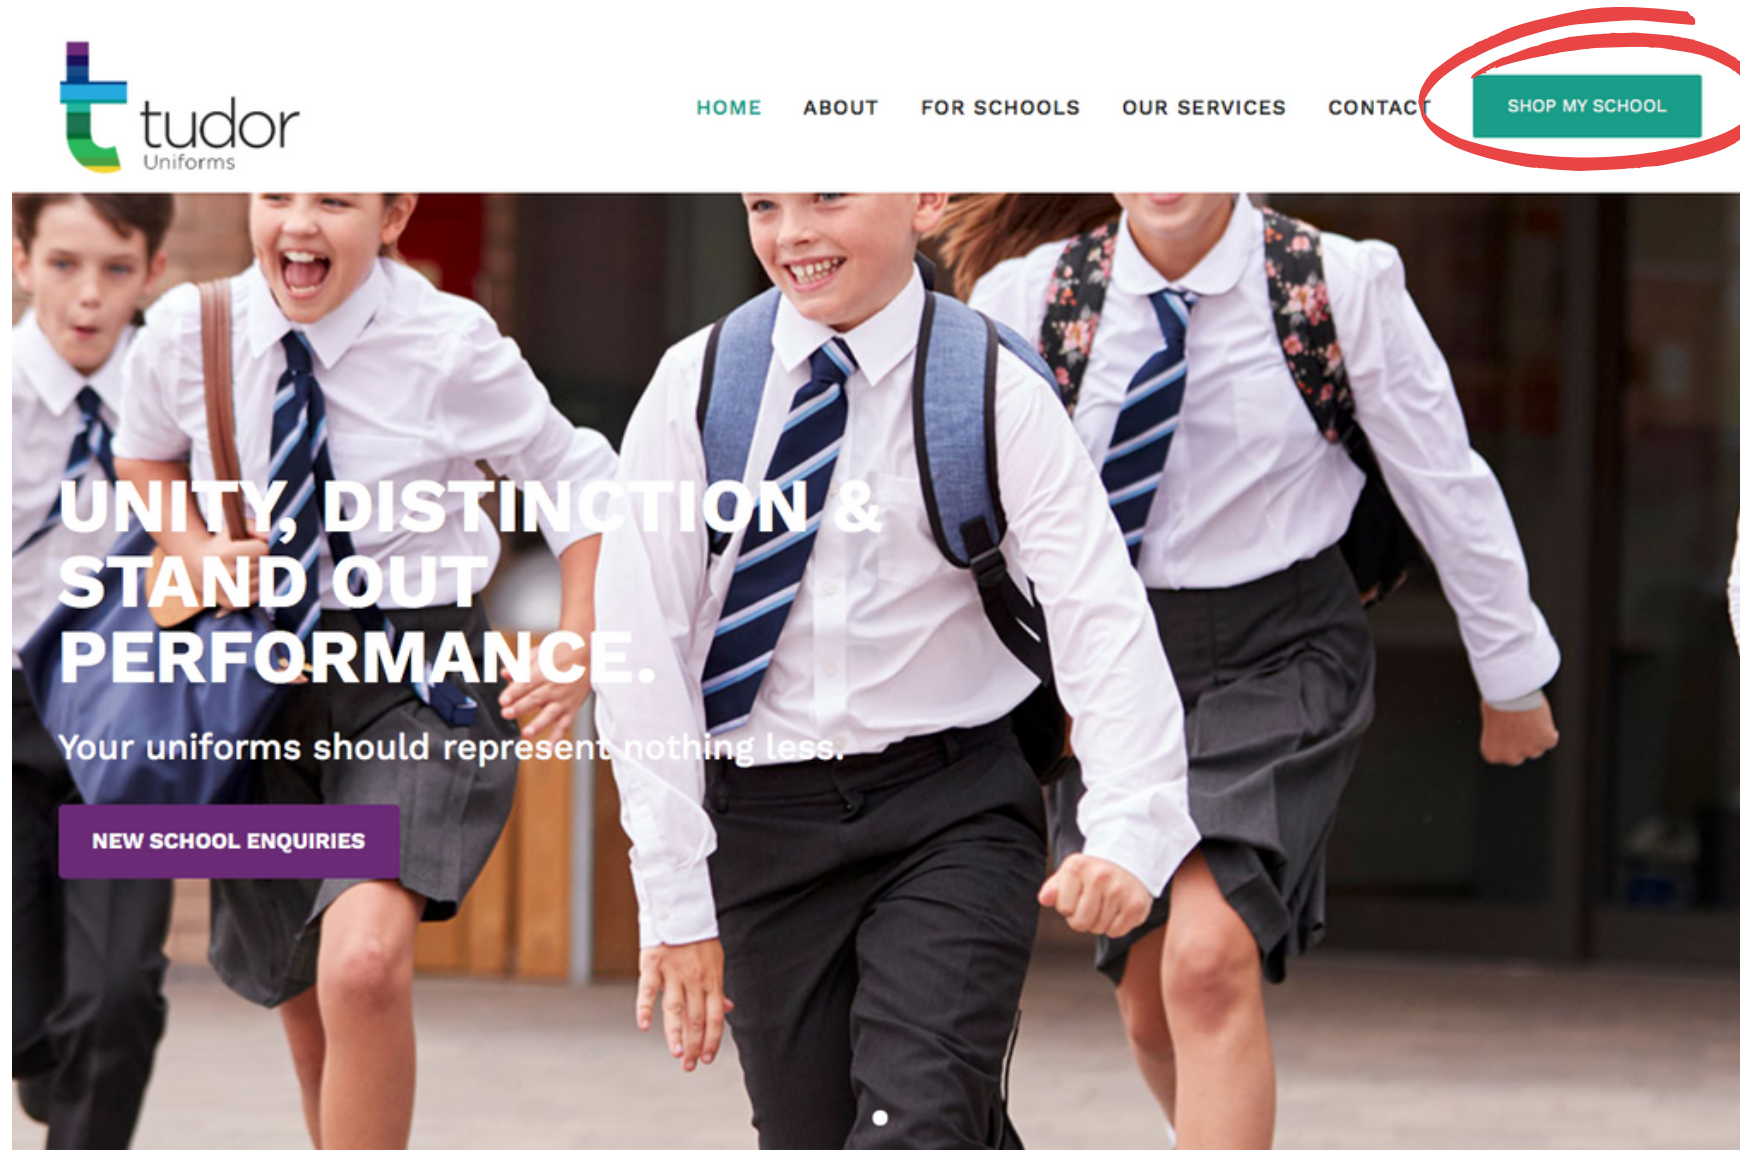 tudor
Uniforms
HOME ABOUT FOR SCHOOLS OUR SERVICES CONTACT SHOP MY SCHOOL
UNITY, DISTINCTION &
STAND OUT
PERFORMANCE.
Your uniforms should represent nothing less.
NEW SCHOOL ENQUIRIES